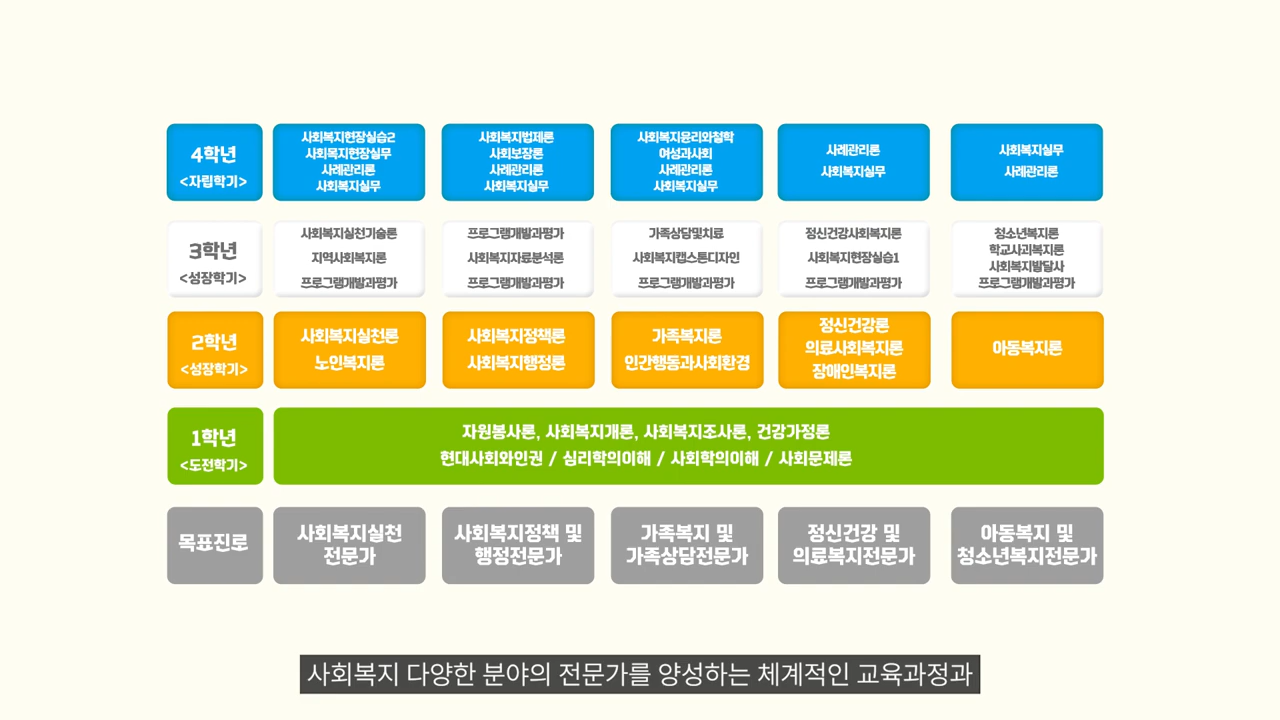 4학년
<자립학기>
사회복지현장실습2
사회목지현장실무
사례관리론
사회복지실무
사회복지법제론
사회보장론
사례관리론
사회복지실무
사회복지윤리와철학
여성과사회
사례관리론
사회복지실무
사례관리론
사회복지실무
사회복지실무
사례관리론
3학년
<성장학기>
사회복지실천기술론
지역사회복지론
프로그램개발과평가
프로그램개발과평가
사회복지자료분석론
프로그램개발과평가
가족상담및치료
사회복지캡스톤디자인
프로그램개발과평가
정신건강사회복지론
사회복지현장실습1
프로그램개발과평가
청소년복지론
학교사괴복지론
사회복지발달사
프로그램개발과평가
2학년
<성장학기>
사회복지실천론
노인복지론
사회복지정책론
사회복지행정론
가족복지론
인간행동과사회환경
정신건강론
의료사회복지론
장애인복지론
아동복지론
1학년
<도전학기>
자원봉사론, 사회복지개론, 사회복지조사론, 건강가정론
현대사회와인권 / 심리학의이해 / 사회학의이해 / 사회문제론
목표진로
사회복지실천
전문가
사회복지정책 및
행정전문가
가족복지 및
가족상담전문가
정신건강 및
의료복지전문가
아동복지 및
청소년복지전문가
사회복지 다양한 분야의 전문가를 양성하는 체계적인 교육과정과